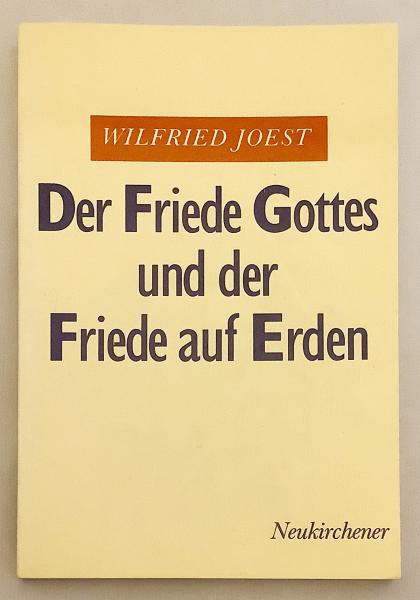 WILFRIED JOEST
Der Friede Gottes
und der
Friede auf Erden
Neukirchener